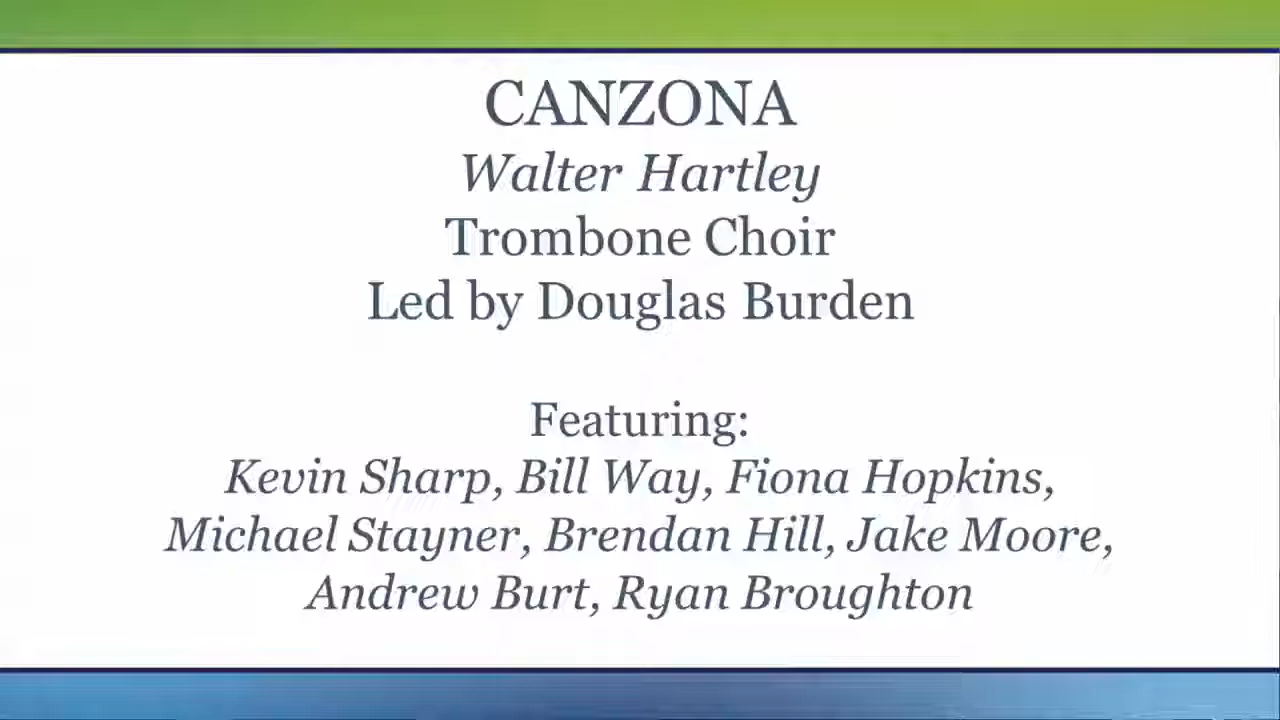 CANZONA
Walter Hartley
Trombone Choir
Led by Douglas Burden
Featuring:
Kevin Sharp, Bill Way, Fiona Hopkins,
Michael Stayner, Brendan Hill, Jake Moore,
Andrew Burt, Ryan Broughton